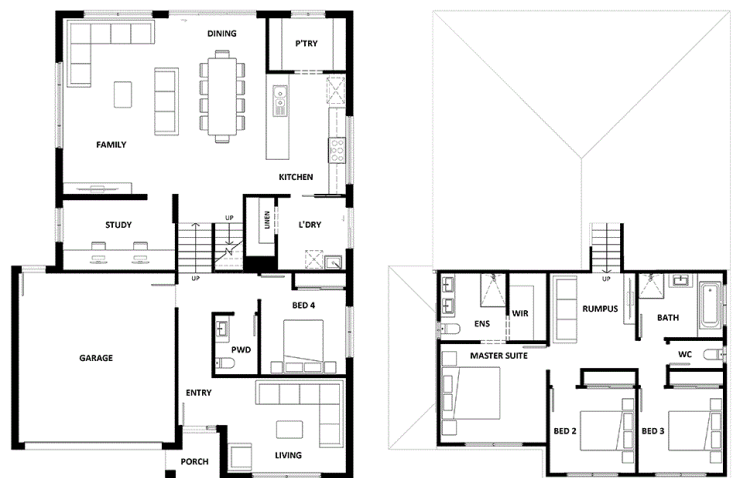 DINING
P'TRY
FAMILY
KITCHEN
STUDY
UP
LINEN
L'DRY
UP
BED 4
GARAGE
PWD
ENTRY
LIVING
PORCH
UP
ENS
WIR
RUMPUS
BATH
MASTER SUITE
WC
BED 2
BED 3